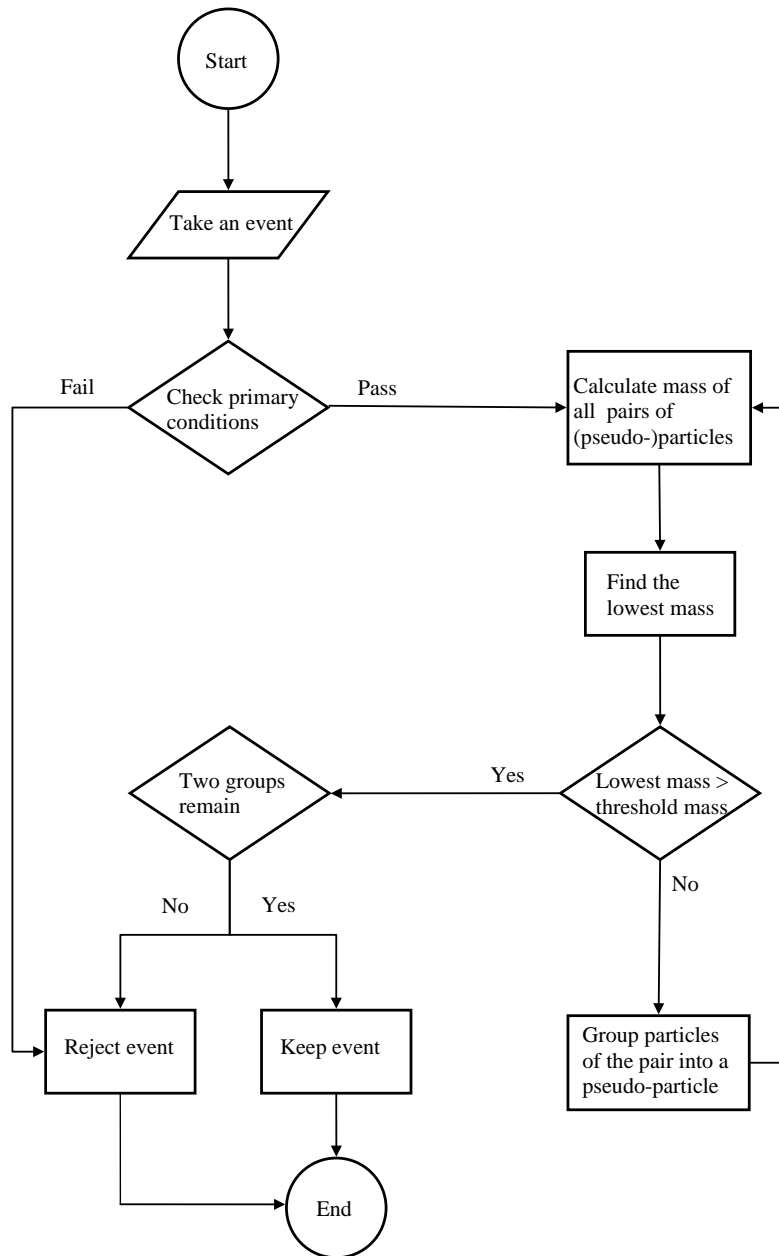 Start
Take an event
Fail
Check primary
conditions
Pass
Calculate mass of
all pairs of
(pseudo-)particles
Find the
lowest mass
Two groups
remain
Yes
Lowest mass >
threshold mass
No
No
Yes
Reject event
Keep event
Group particles
of the pair into a
pseudo-particle
End